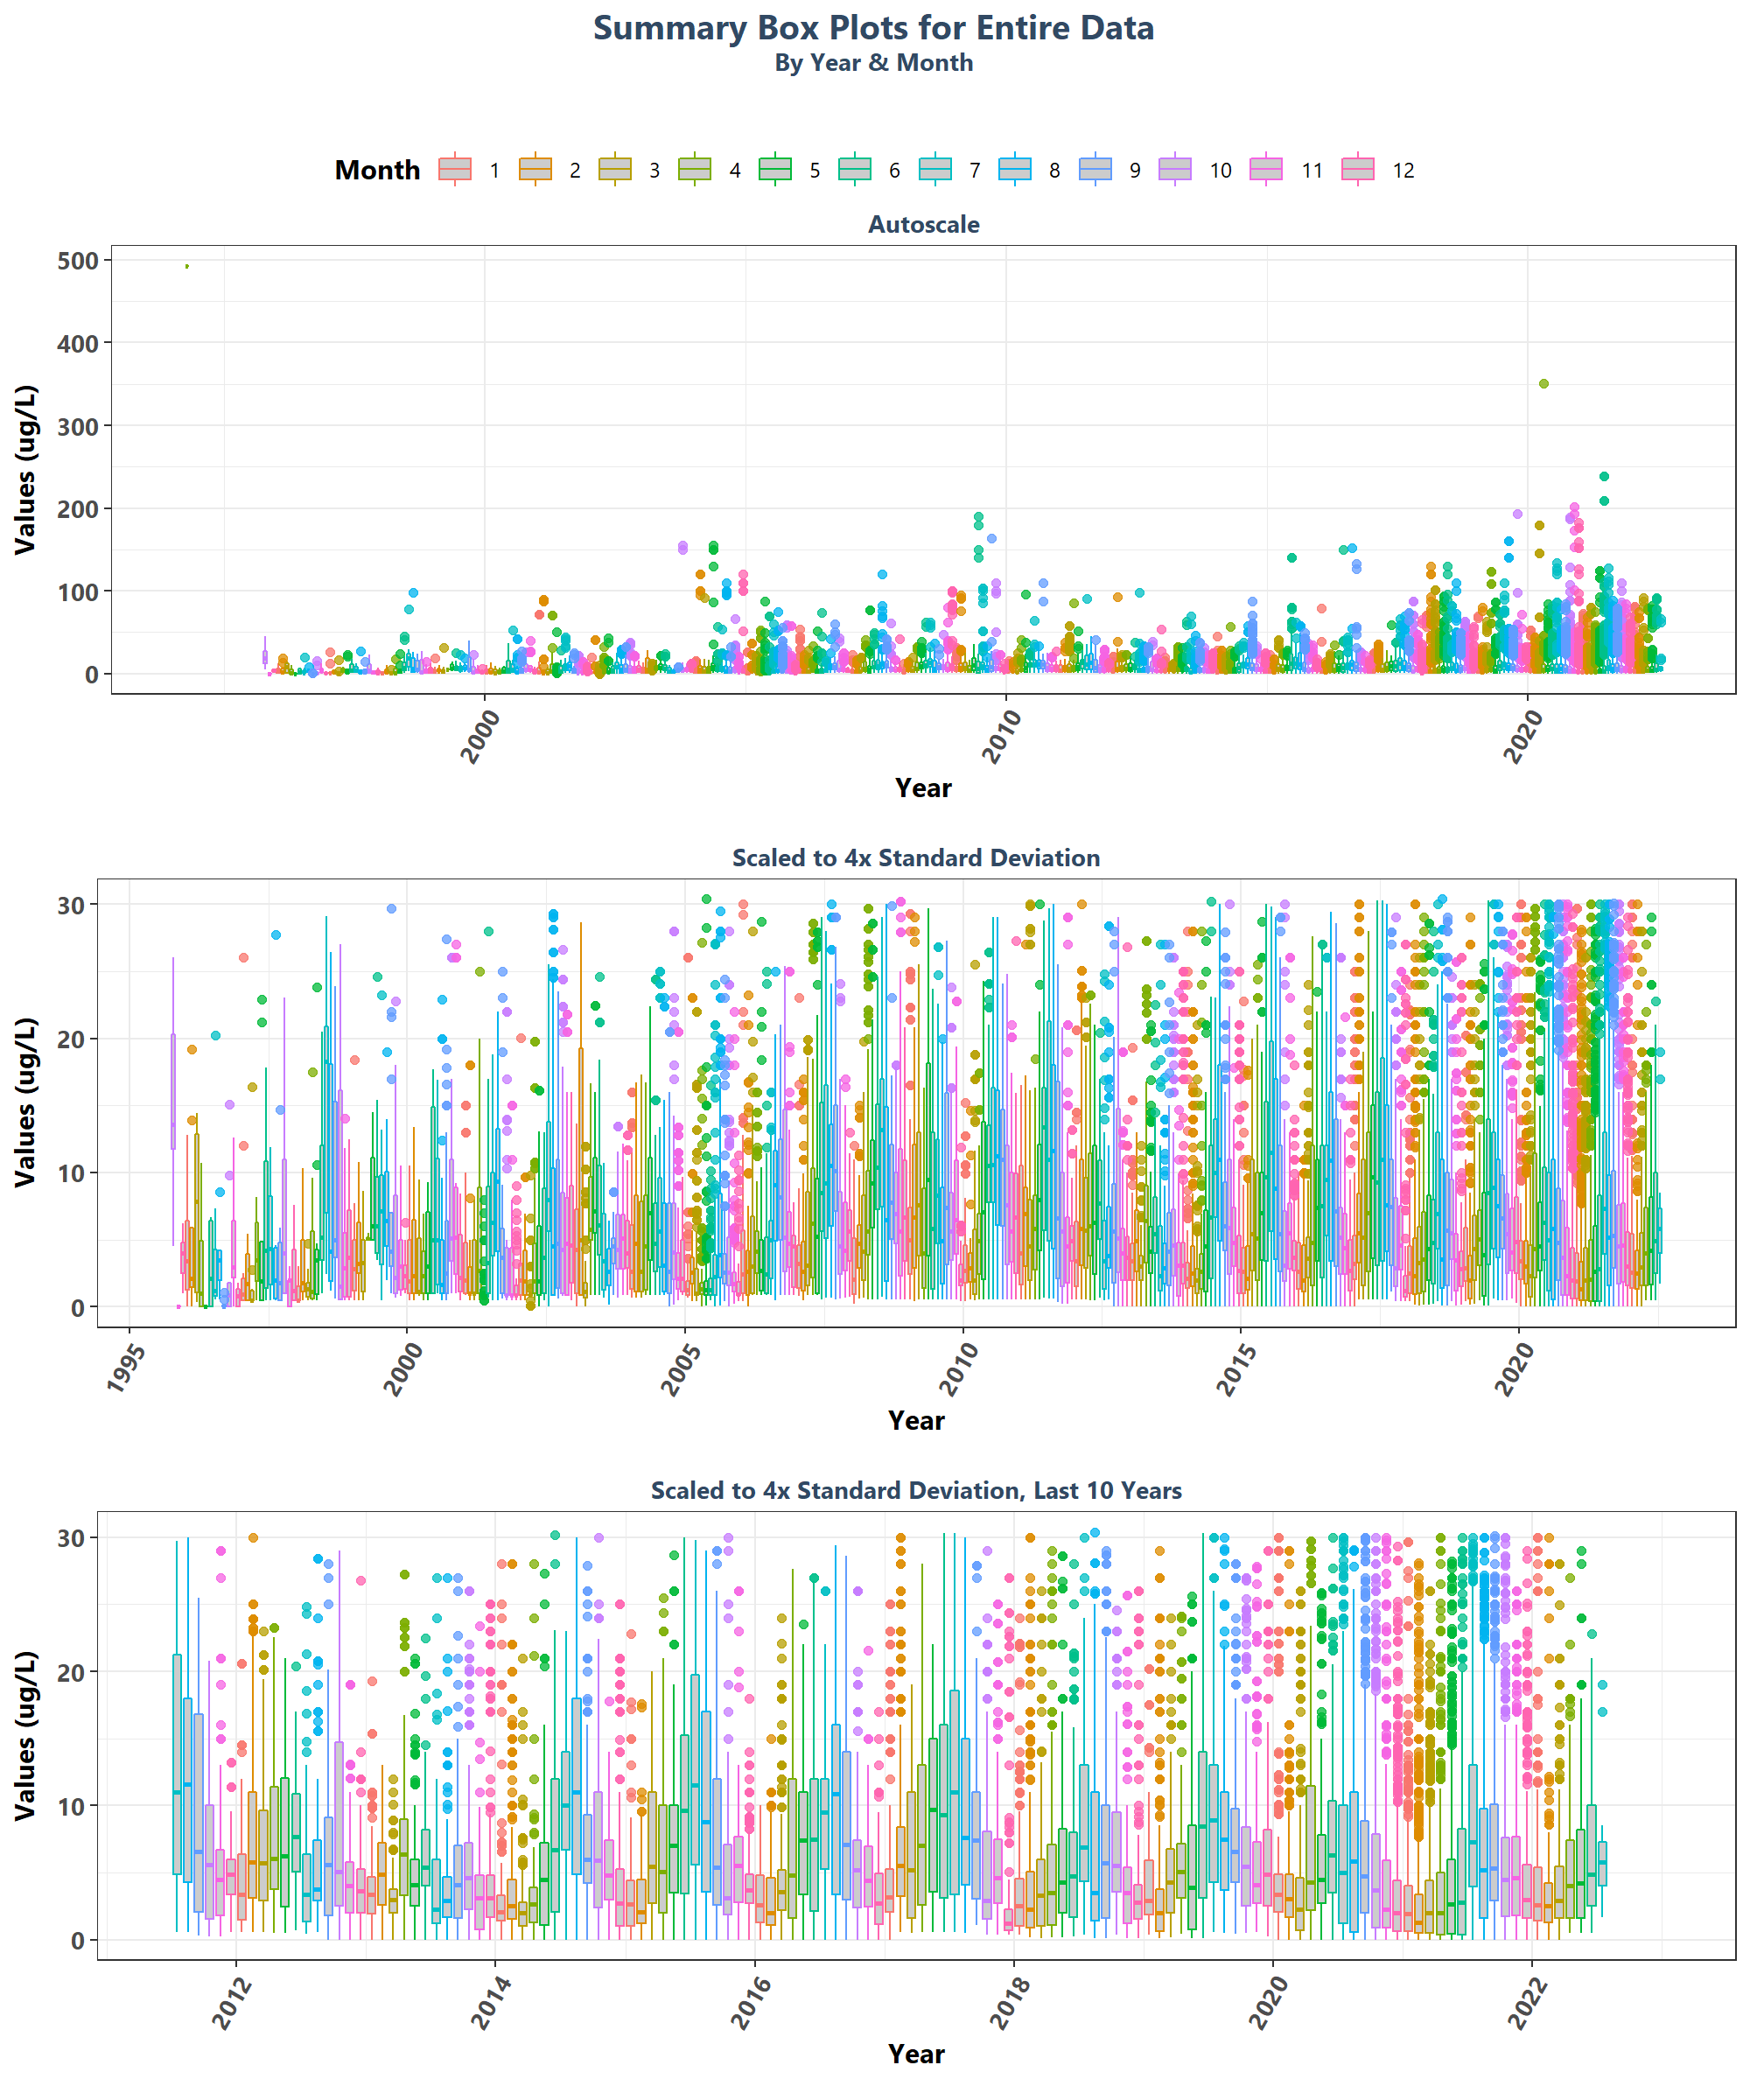 Summary Box Plots for Entire Data
By Year & Month
Month 1 2 3 4 5 6 7 8 9 10 11 12
Autoscale
500
400
300
200
100
0
Values (ug/L)
2000 2010 2020
Year
Scaled to 4x Standard Deviation
30
20
10
0
Values (ug/L)
1995 2000 2005 2010 2015 2020
Year
Scaled to 4x Standard Deviation, Last 10 Years
30
20
10
0
Values (ug/L)
2012 2014 2016 2018 2020 2022
Year